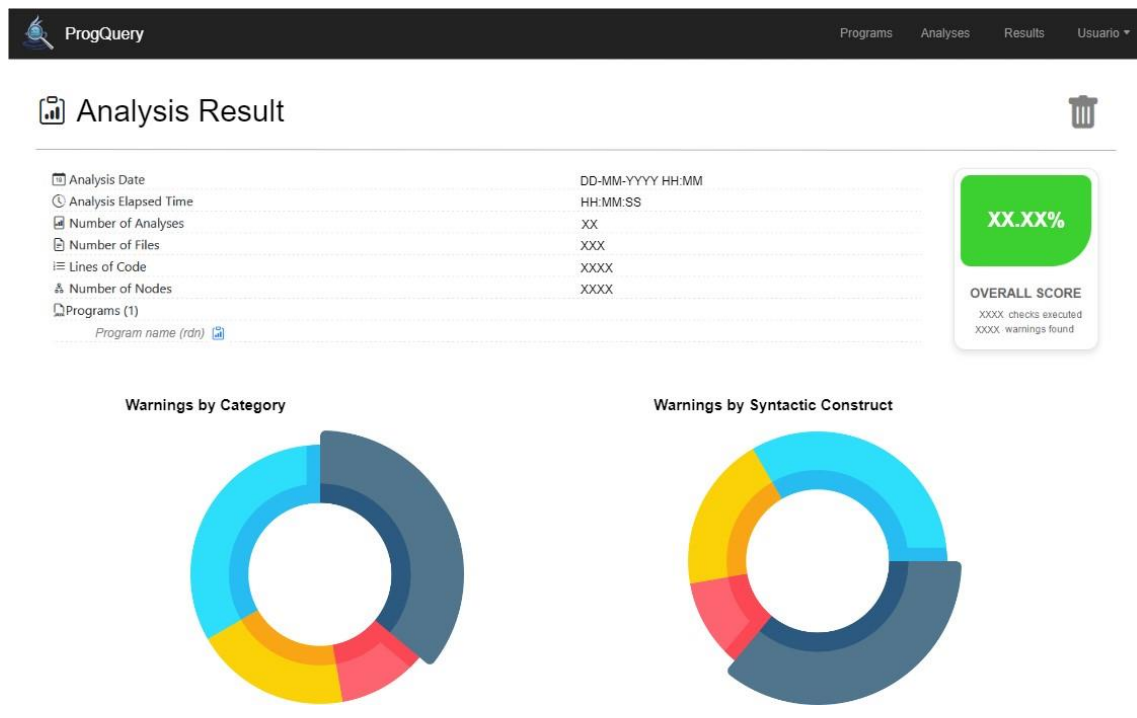 ProgQuery Programs Analyses Results Usuario
Analysis Result
Analysis Date DD-MM-YYYY HH:MM
Analysis Elapsed Time HH:MM:SS
Number of Analyses XX
Number of Files XXX
Lines of Code XXXX
Number of Nodes XXXX
Programs (1)
Program name (rdn)
XX.XX%
OVERALL SCORE
XXXX checks executed
XXXX warnings found
Warnings by Category Warnings by Syntactic Construct